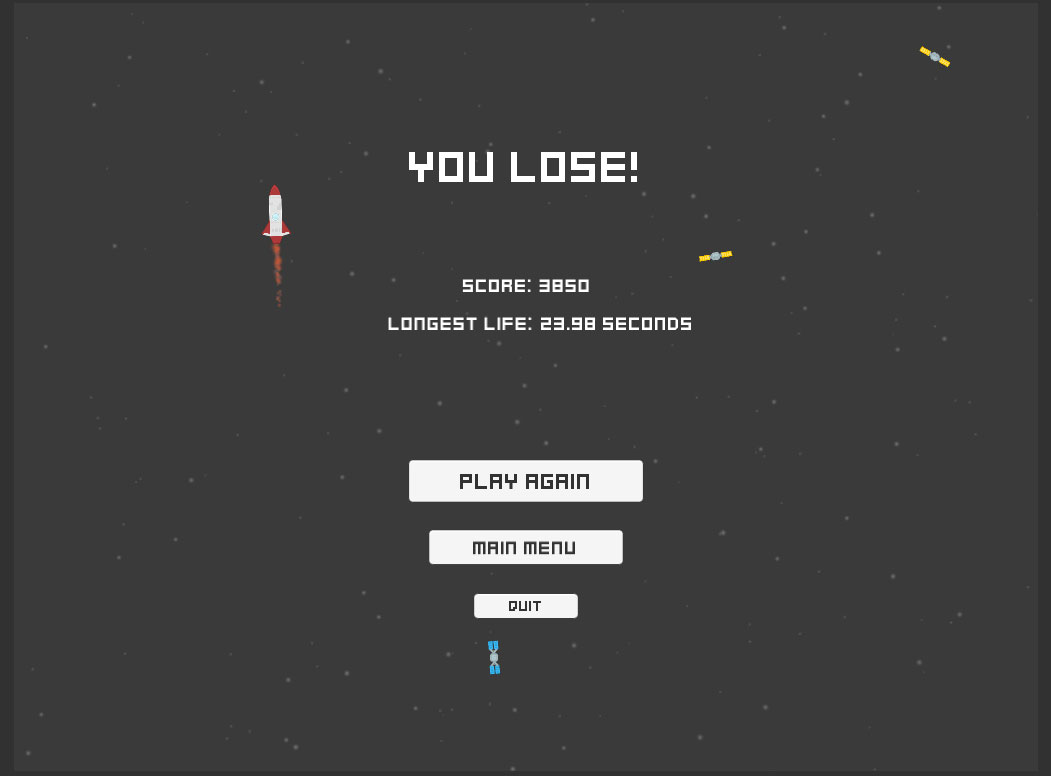 YOU LOSE!
SCORE: 3850
LONGEST LIFE: 23.98 SECONDS
PLAY AGAIN
MAIN MENU
QUIT